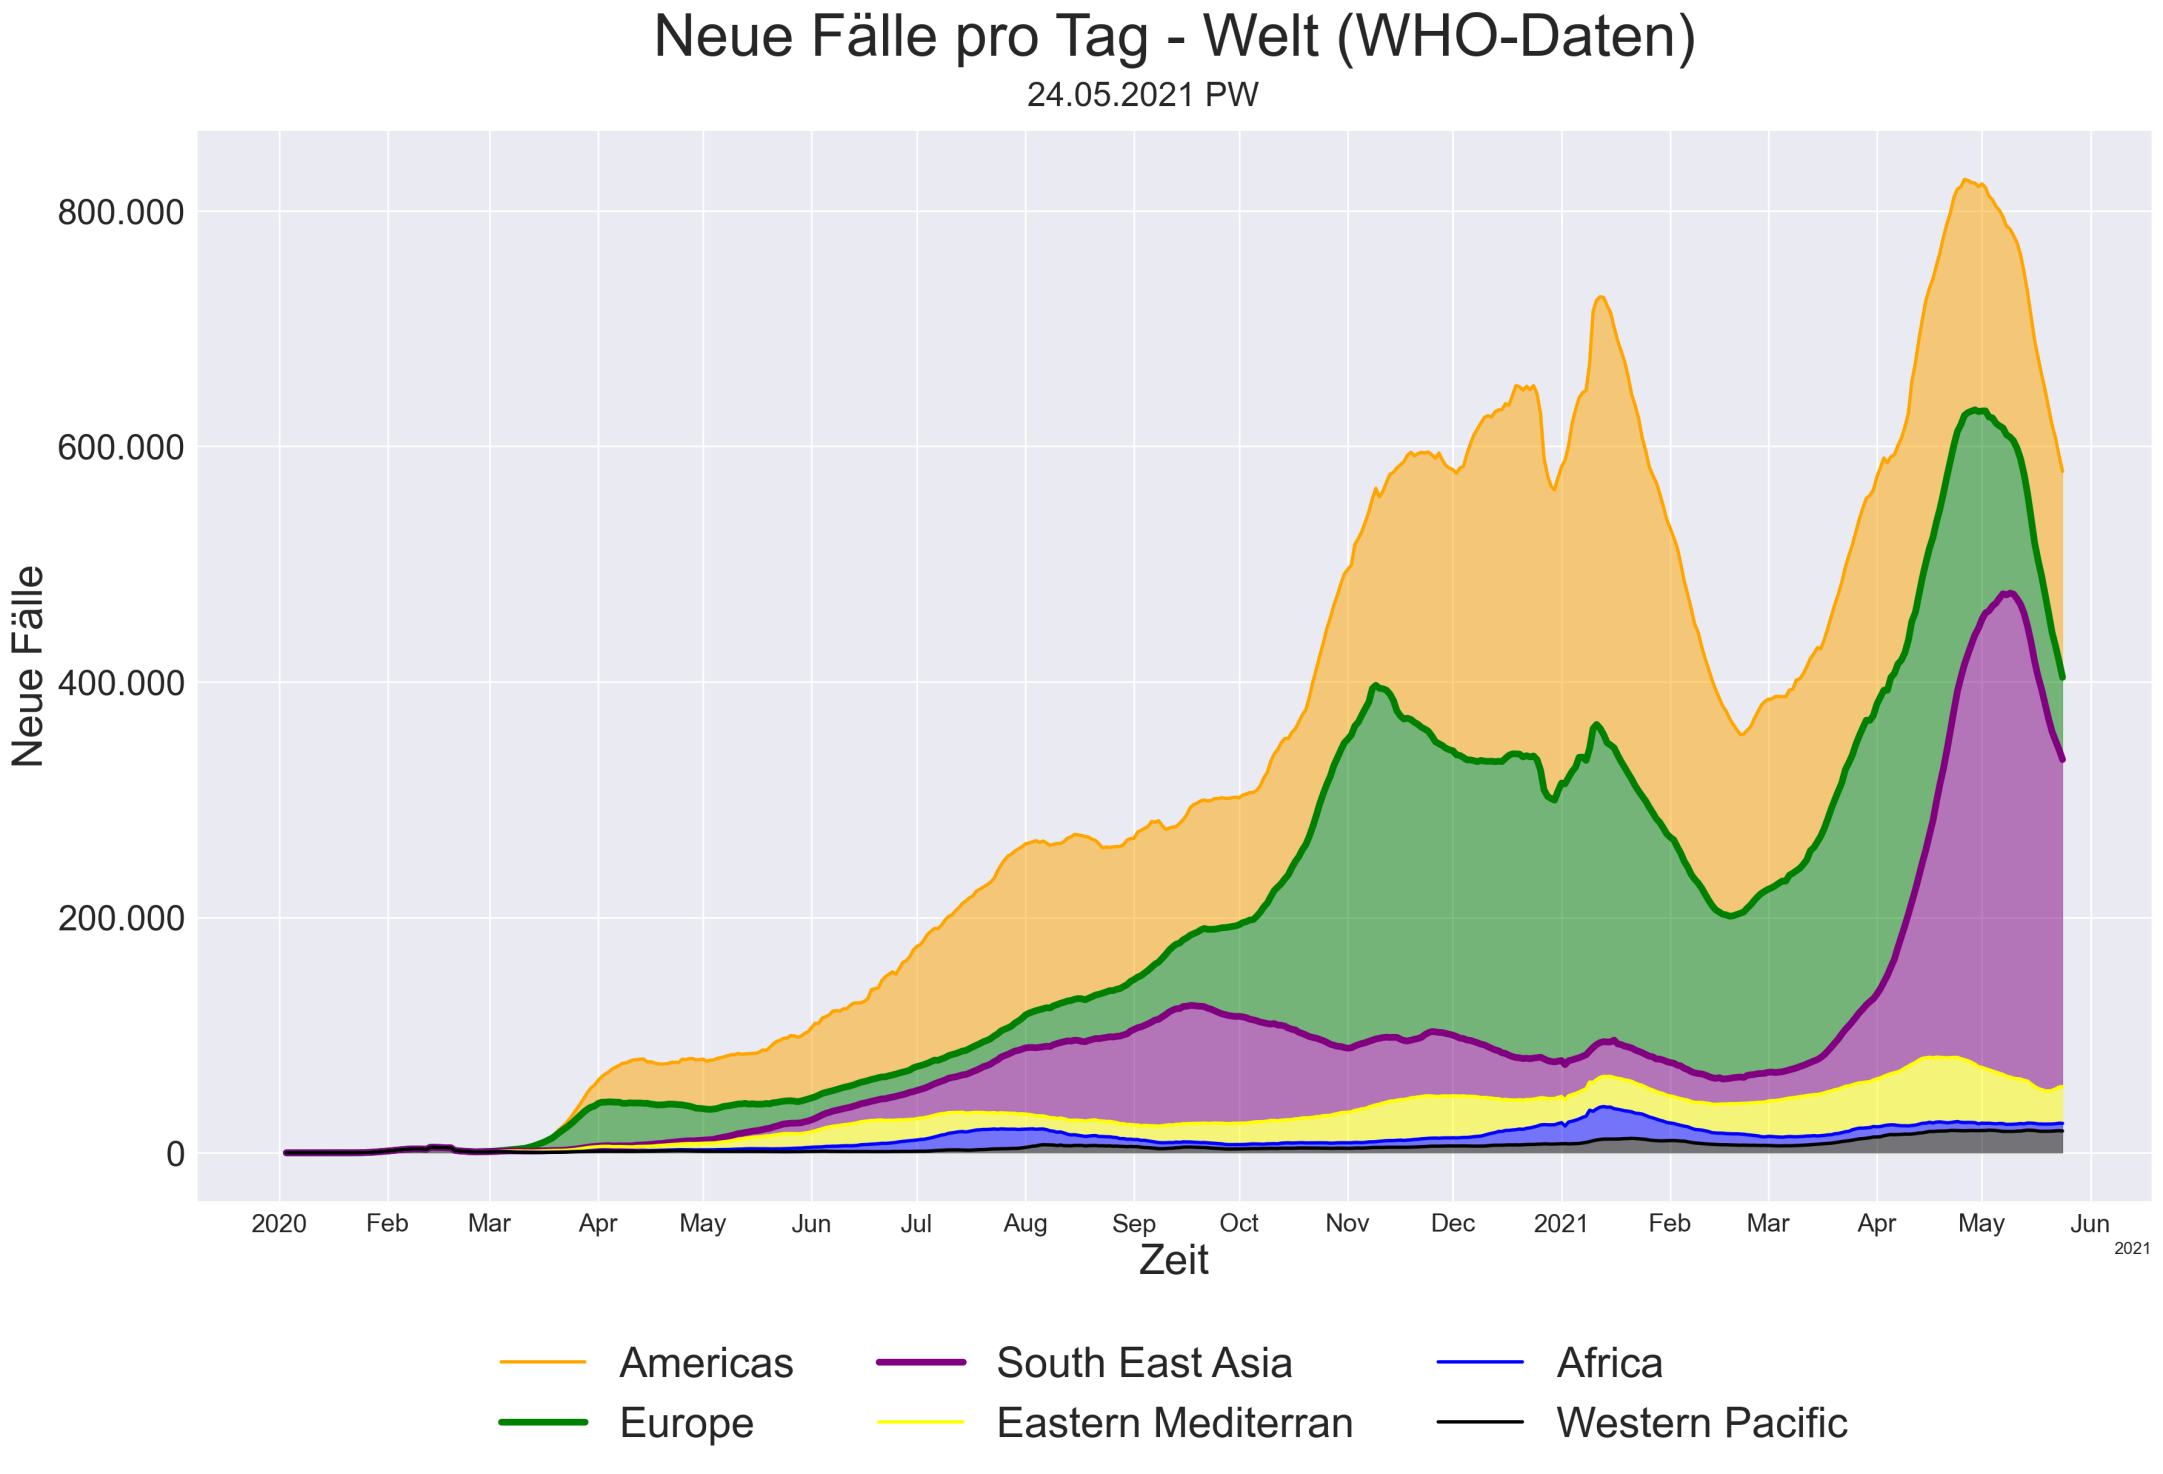 Neue Fälle pro Tag - Welt (WHO-Daten)
24.05.2021 PW
Neue Fälle
800.000
600.000
400.000
200.000
0
2020 Feb Mar Apr May Jun Jul Aug Sep Oct Nov Dec 2021 Feb Mar Apr May Jun
2021
Zeit
Americas South East Asia Africa
Europe Eastern Mediterran Western Pacific